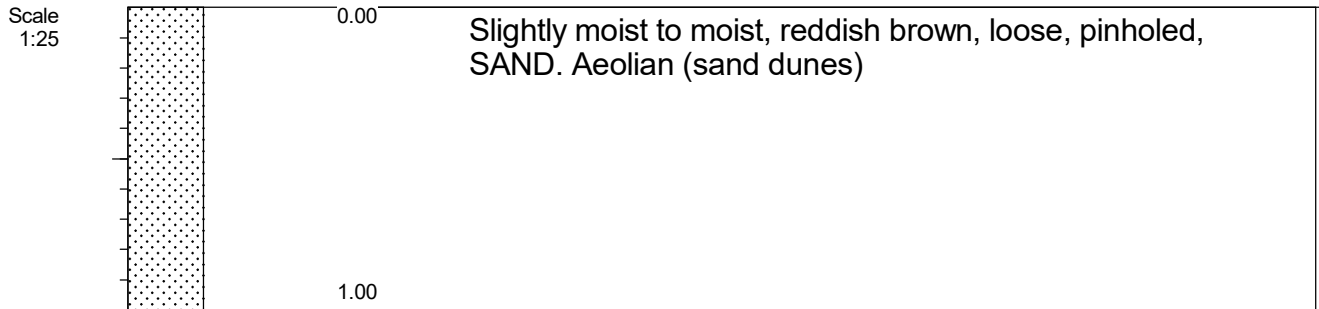 Scale
1:25
0.00
Slightly moist to moist, reddish brown, loose, pinholed,
SAND. Aeolian (sand dunes)
1.00